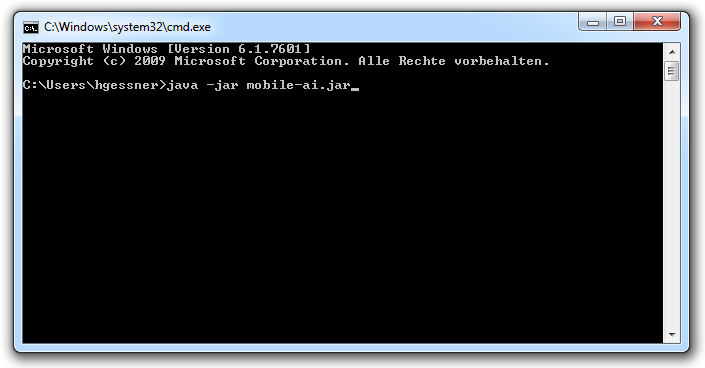 C:\Windows\system32\cmd.exe
Microsoft Windows [Version 6.1.7601]
Copyright (c) 2009 Microsoft Corporation. Alle Rechte vorbehalten.
C:\Users\hgessner>java -jar mobile-ai.jar_